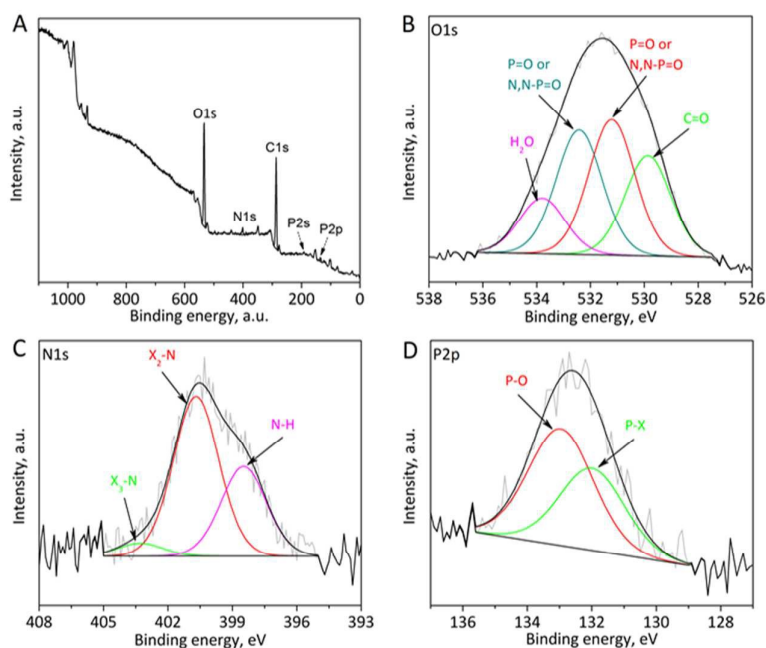 A
Intensity, a.u.
O1s
C1s
N1s
P2s
P2p
1000 800 600 400 200 0
Binding energy, a.u.
B
O1s
Intensity, a.u.
P=O or
N,N-P=O
P=O or
N,N-P=O
H₂O
C=O
538 536 534 532 530 528 526
Binding energy, eV
C
N1s
Intensity, a.u.
X₂-N
N-H
X₃-N
408 405 402 399 396 393
Binding energy, eV
D
P2p
Intensity, a.u.
P-O
P-X
136 134 132 130 128
Binding energy, eV